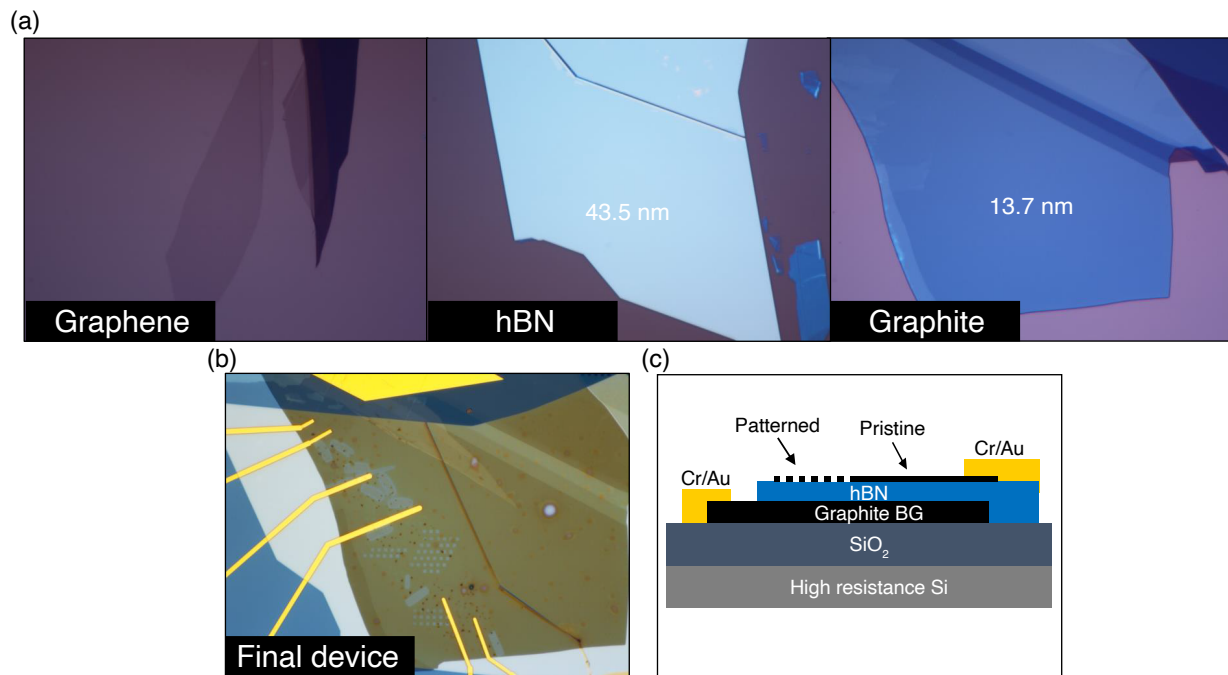 (a)
43.5 nm
13.7 nm
Graphene
hBN
Graphite
(b)
(c)
Patterned
Pristine
Cr/Au
Cr/Au
hBN
Graphite BG
SiO₂
High resistance Si
Final device